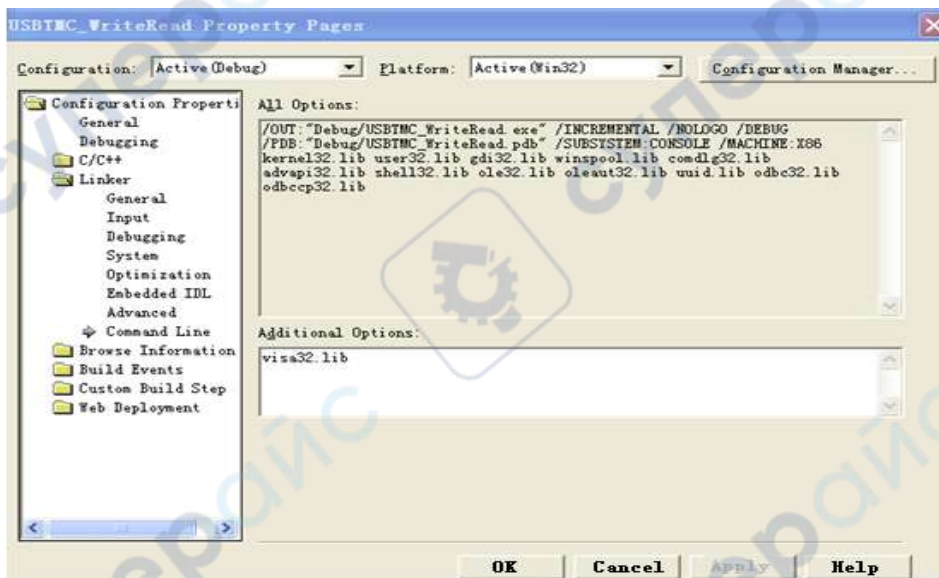 USBTMC_WriteRead Property Pages
Configuration: Active(Debug) Platform: Active(Win32) Configuration Manager...
Configuration Properti
General
Debugging
C/C++
Linker
General
Input
Debugging
System
Optimization
Embedded IDL
Advanced
Command Line
Browse Information
Build Events
Custom Build Step
Web Deployment
All Options:
/OUT:"Debug/USBTMC_WriteRead.exe" /INCREMENTAL /NOLOGO /DEBUG
/PDB:"Debug/USBTMC_WriteRead.pdb" /SUBSYSTEM:CONSOLE /MACHINE:X86
kernel32.lib user32.lib gdi32.lib winspool.lib comdlg32.lib
advapi32.lib shell32.lib ole32.lib oleaut32.lib uuid.lib odbc32.lib
odbccp32.lib
Additional Options:
visa32.lib
OK Cancel Apply Help
суперайс